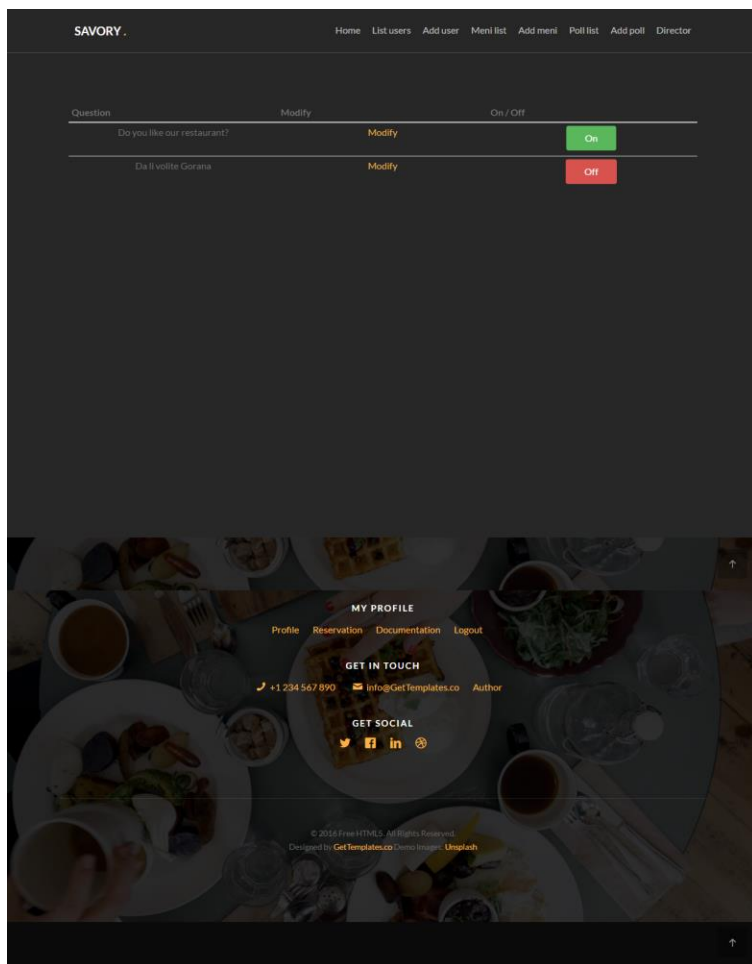 SAVORY .
Home List users Add user Meni list Add meni Poll list Add poll Director
Question Modify On / Off
Do you like our restaurant? Modify On
Da li volite Gorana Modify Off
MY PROFILE
Profile Reservation Documentation Logout
GET IN TOUCH
+1 234 567 890 info@GetTemplates.co Author
GET SOCIAL
© 2016 Free HTML5. All Rights Reserved.
Designed by GetTemplates.co Demo Images: Unsplash